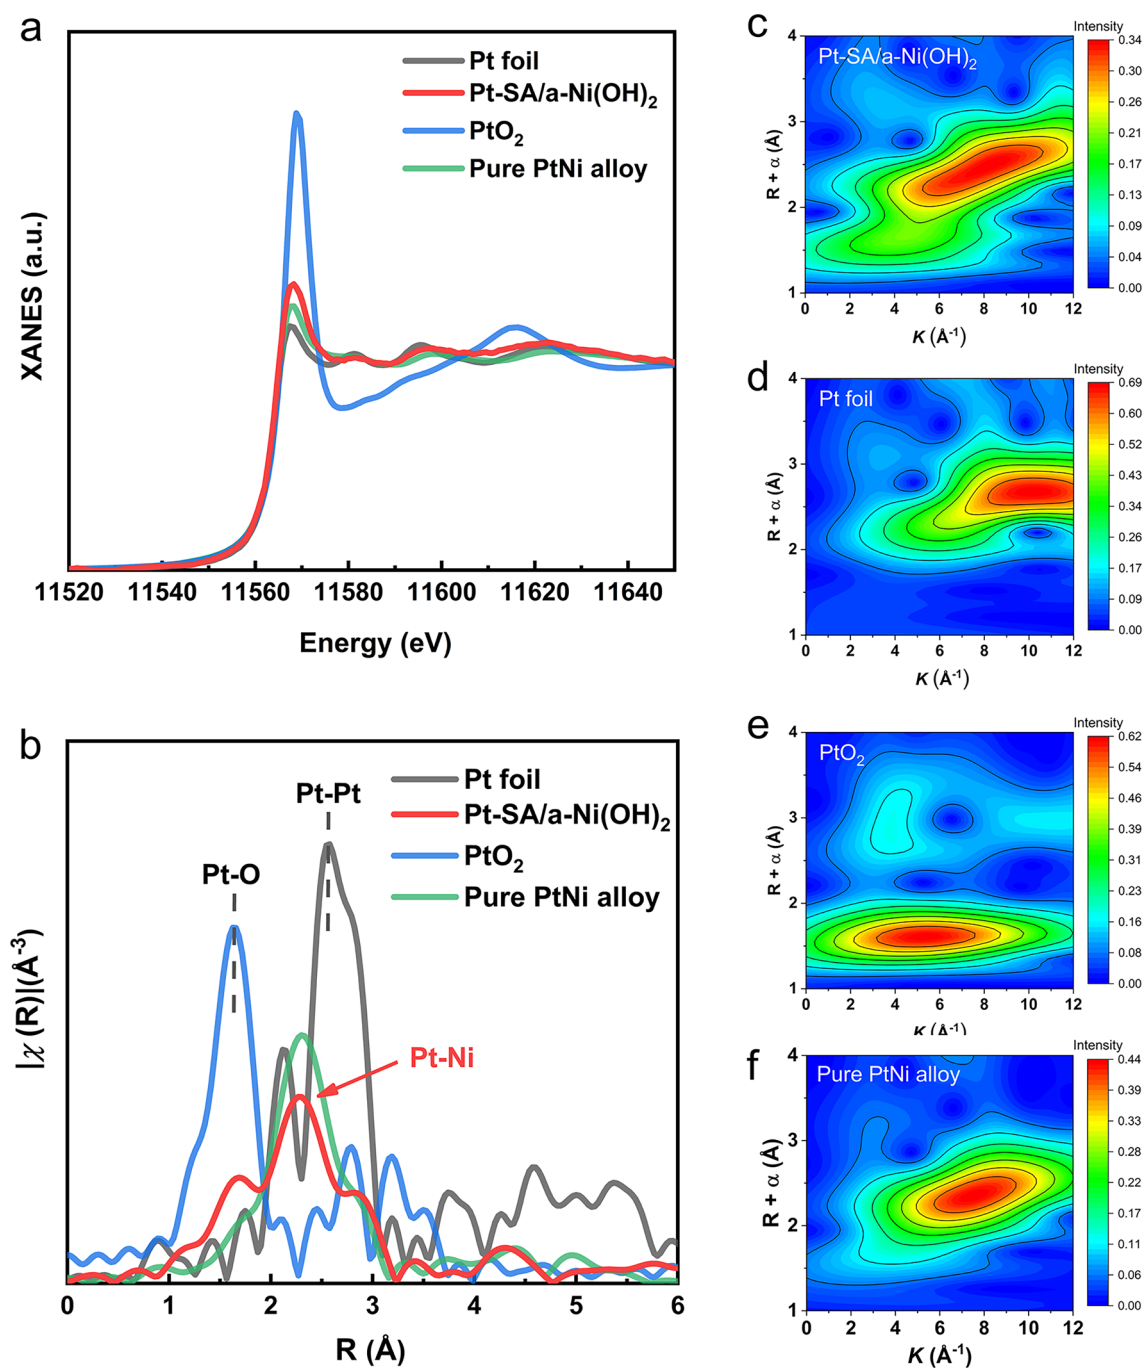 a
Pt foil
Pt-SA/a-Ni(OH)₂
PtO₂
Pure PtNi alloy
XANES (a.u.)
11520 11540 11560 11580 11600 11620 11640
Energy (eV)
b
Pt foil
Pt-SA/a-Ni(OH)₂
PtO₂
Pure PtNi alloy
Pt-Pt
Pt-O
Pt-Ni
|χ (R)|(Å⁻³)
0 1 2 3 4 5 6
R (Å)
c
Pt-SA/a-Ni(OH)₂
Intensity
0.34
0.30
0.26
0.21
0.17
0.13
0.09
0.04
0.00
R + α (Å)
4
3
2
1
0 2 4 6 8 10 12
K (Å⁻¹)
d
Pt foil
Intensity
0.69
0.60
0.52
0.43
0.34
0.26
0.17
0.09
0.00
R + α (Å)
4
3
2
1
0 2 4 6 8 10 12
K (Å⁻¹)
e
PtO₂
Intensity
0.62
0.54
0.47
0.39
0.31
0.23
0.16
0.08
0.00
R + α (Å)
4
3
2
1
0 2 4 6 8 10 12
K (Å⁻¹)
f
Pure PtNi alloy
Intensity
0.44
0.39
0.33
0.28
0.22
0.17
0.11
0.06
0.00
R + α (Å)
4
3
2
1
0 2 4 6 8 10 12
K (Å⁻¹)